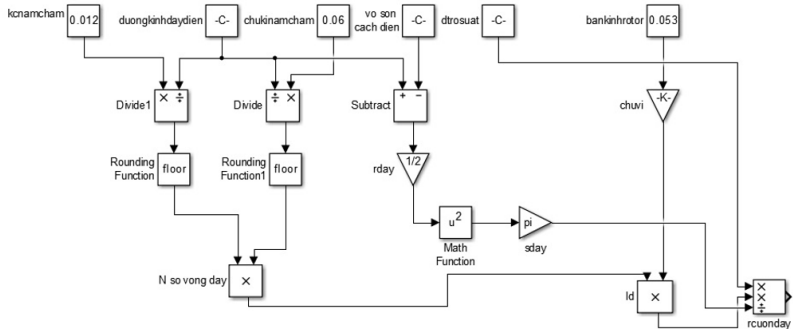 kcnamcham
0.012
duongkinhdaydien
-C-
chukinamcham
0.06
vo son
cach dien
-C-
dtrosuat
-C-
bankinhrotor
0.053
Divide1
× ÷
Divide
÷ ×
Subtract
+ −
chuvi
-K-
Rounding
Function
floor
Rounding
Function1
floor
rday
1/2
u²
Math
Function
pi
sday
N so vong day
×
ld
×
×
×
÷
rcuonday